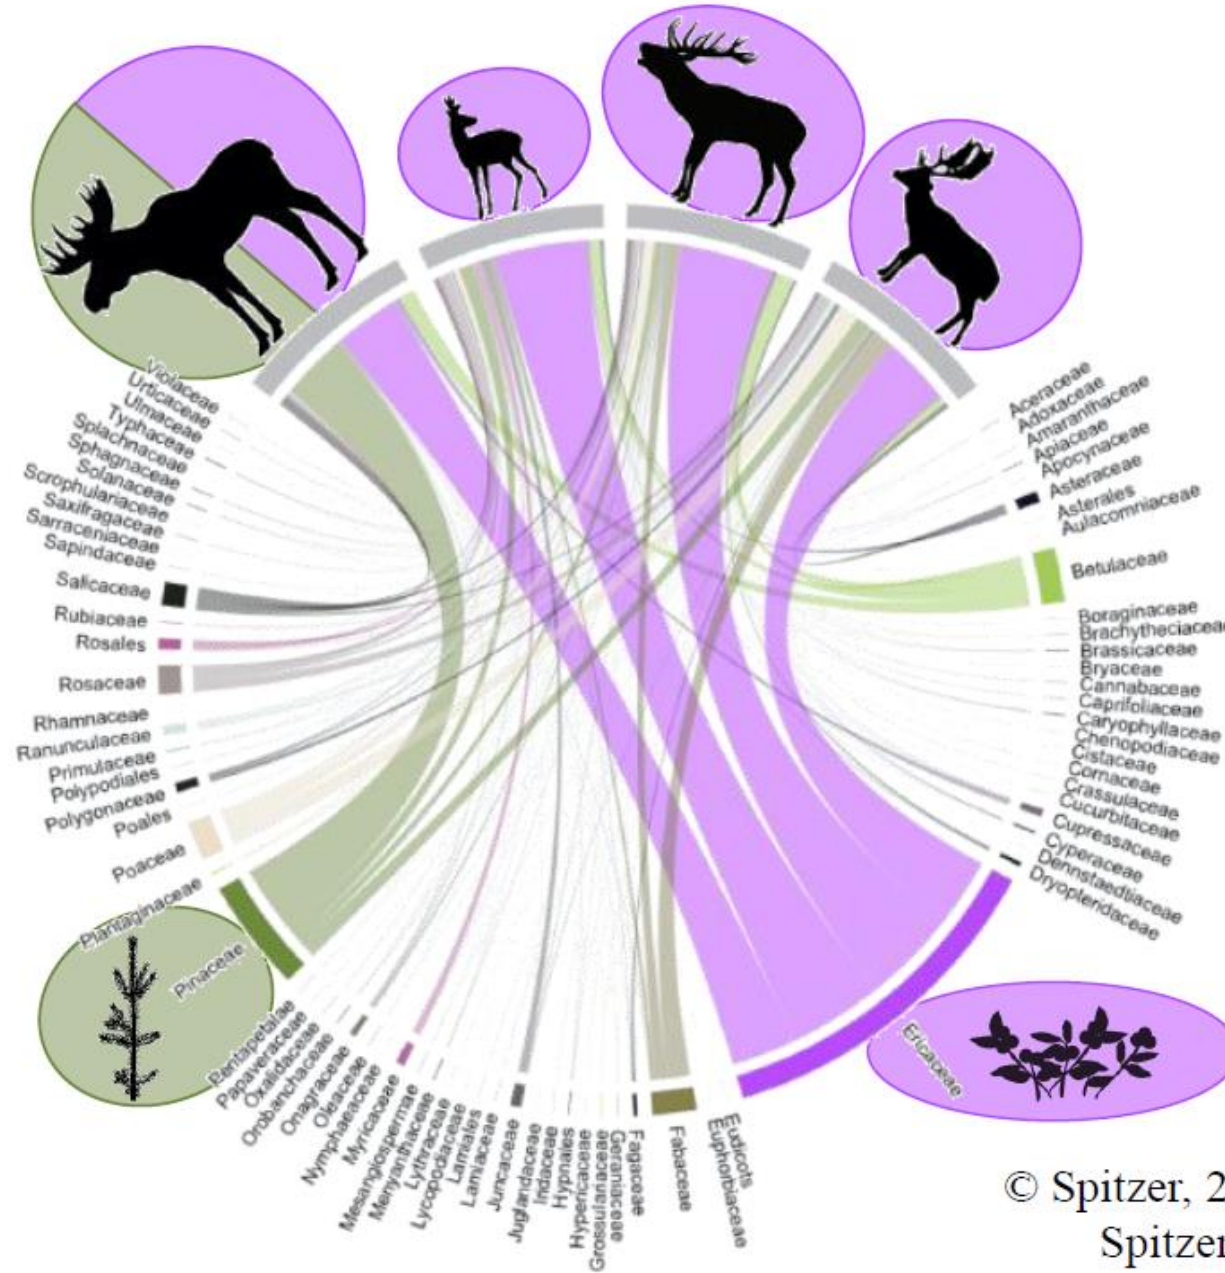 Violaceae
Urticaceae
Ulmaceae
Typhaceae
Splachnaceae
Sphagnaceae
Solanaceae
Scrophulariaceae
Saxifragaceae
Sarraceniaceae
Sapindaceae
Salicaceae
Rubiaceae
Rosales
Rosaceae
Rhamnaceae
Ranunculaceae
Primulaceae
Polypodiales
Polygonaceae
Poales
Poaceae
Plantaginaceae
Pinaceae
Pentapetalae
Papaveraceae
Oxalidaceae
Orobanchaceae
Onagraceae
Oleaceae
Nymphaeaceae
Myricaceae
Mesangiospermae
Menyanthaceae
Lythraceae
Lycopodiaceae
Lamiales
Lamiaceae
Juncaceae
Juglandaceae
Iridaceae
Hypnales
Hypericaceae
Grossulariaceae
Geraniaceae
Fagaceae
Fabaceae
Euphorbiaceae
Eudicots
Ericaceae
Aceraceae
Adoxaceae
Amaranthaceae
Apiaceae
Apocynaceae
Asteraceae
Asterales
Aulacomniaceae
Betulaceae
Boraginaceae
Brachytheciaceae
Brassicaceae
Bryaceae
Cannabaceae
Caprifoliaceae
Caryophyllaceae
Chenopodiaceae
Cistaceae
Cornaceae
Crassulaceae
Cucurbitaceae
Cupressaceae
Cyperaceae
Dennstaedtiaceae
Dryopteridaceae
© Spitzer, 2
Spitzer